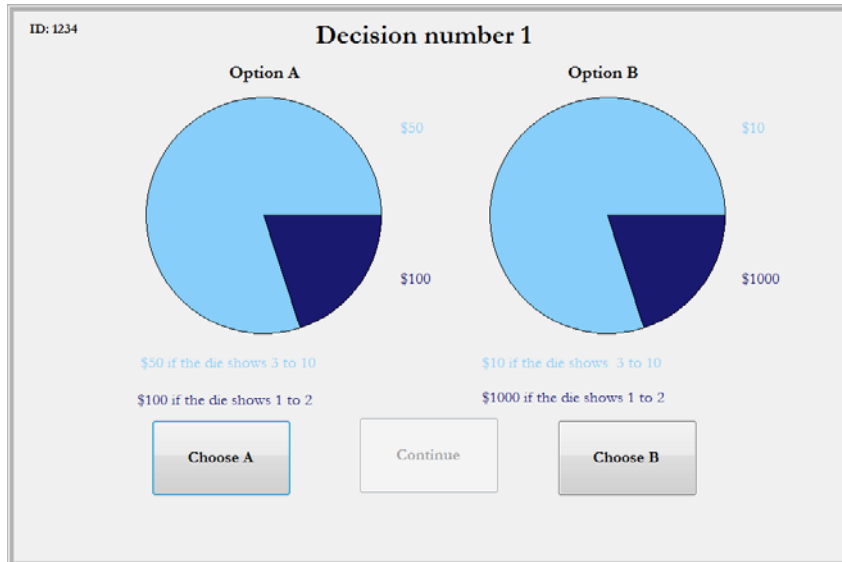 ID: 1234
Decision number 1
Option A
Option B
$50
$10
$100
$1000
$50 if the die shows 3 to 10
$10 if the die shows 3 to 10
$100 if the die shows 1 to 2
$1000 if the die shows 1 to 2
Choose A
Continue
Choose B